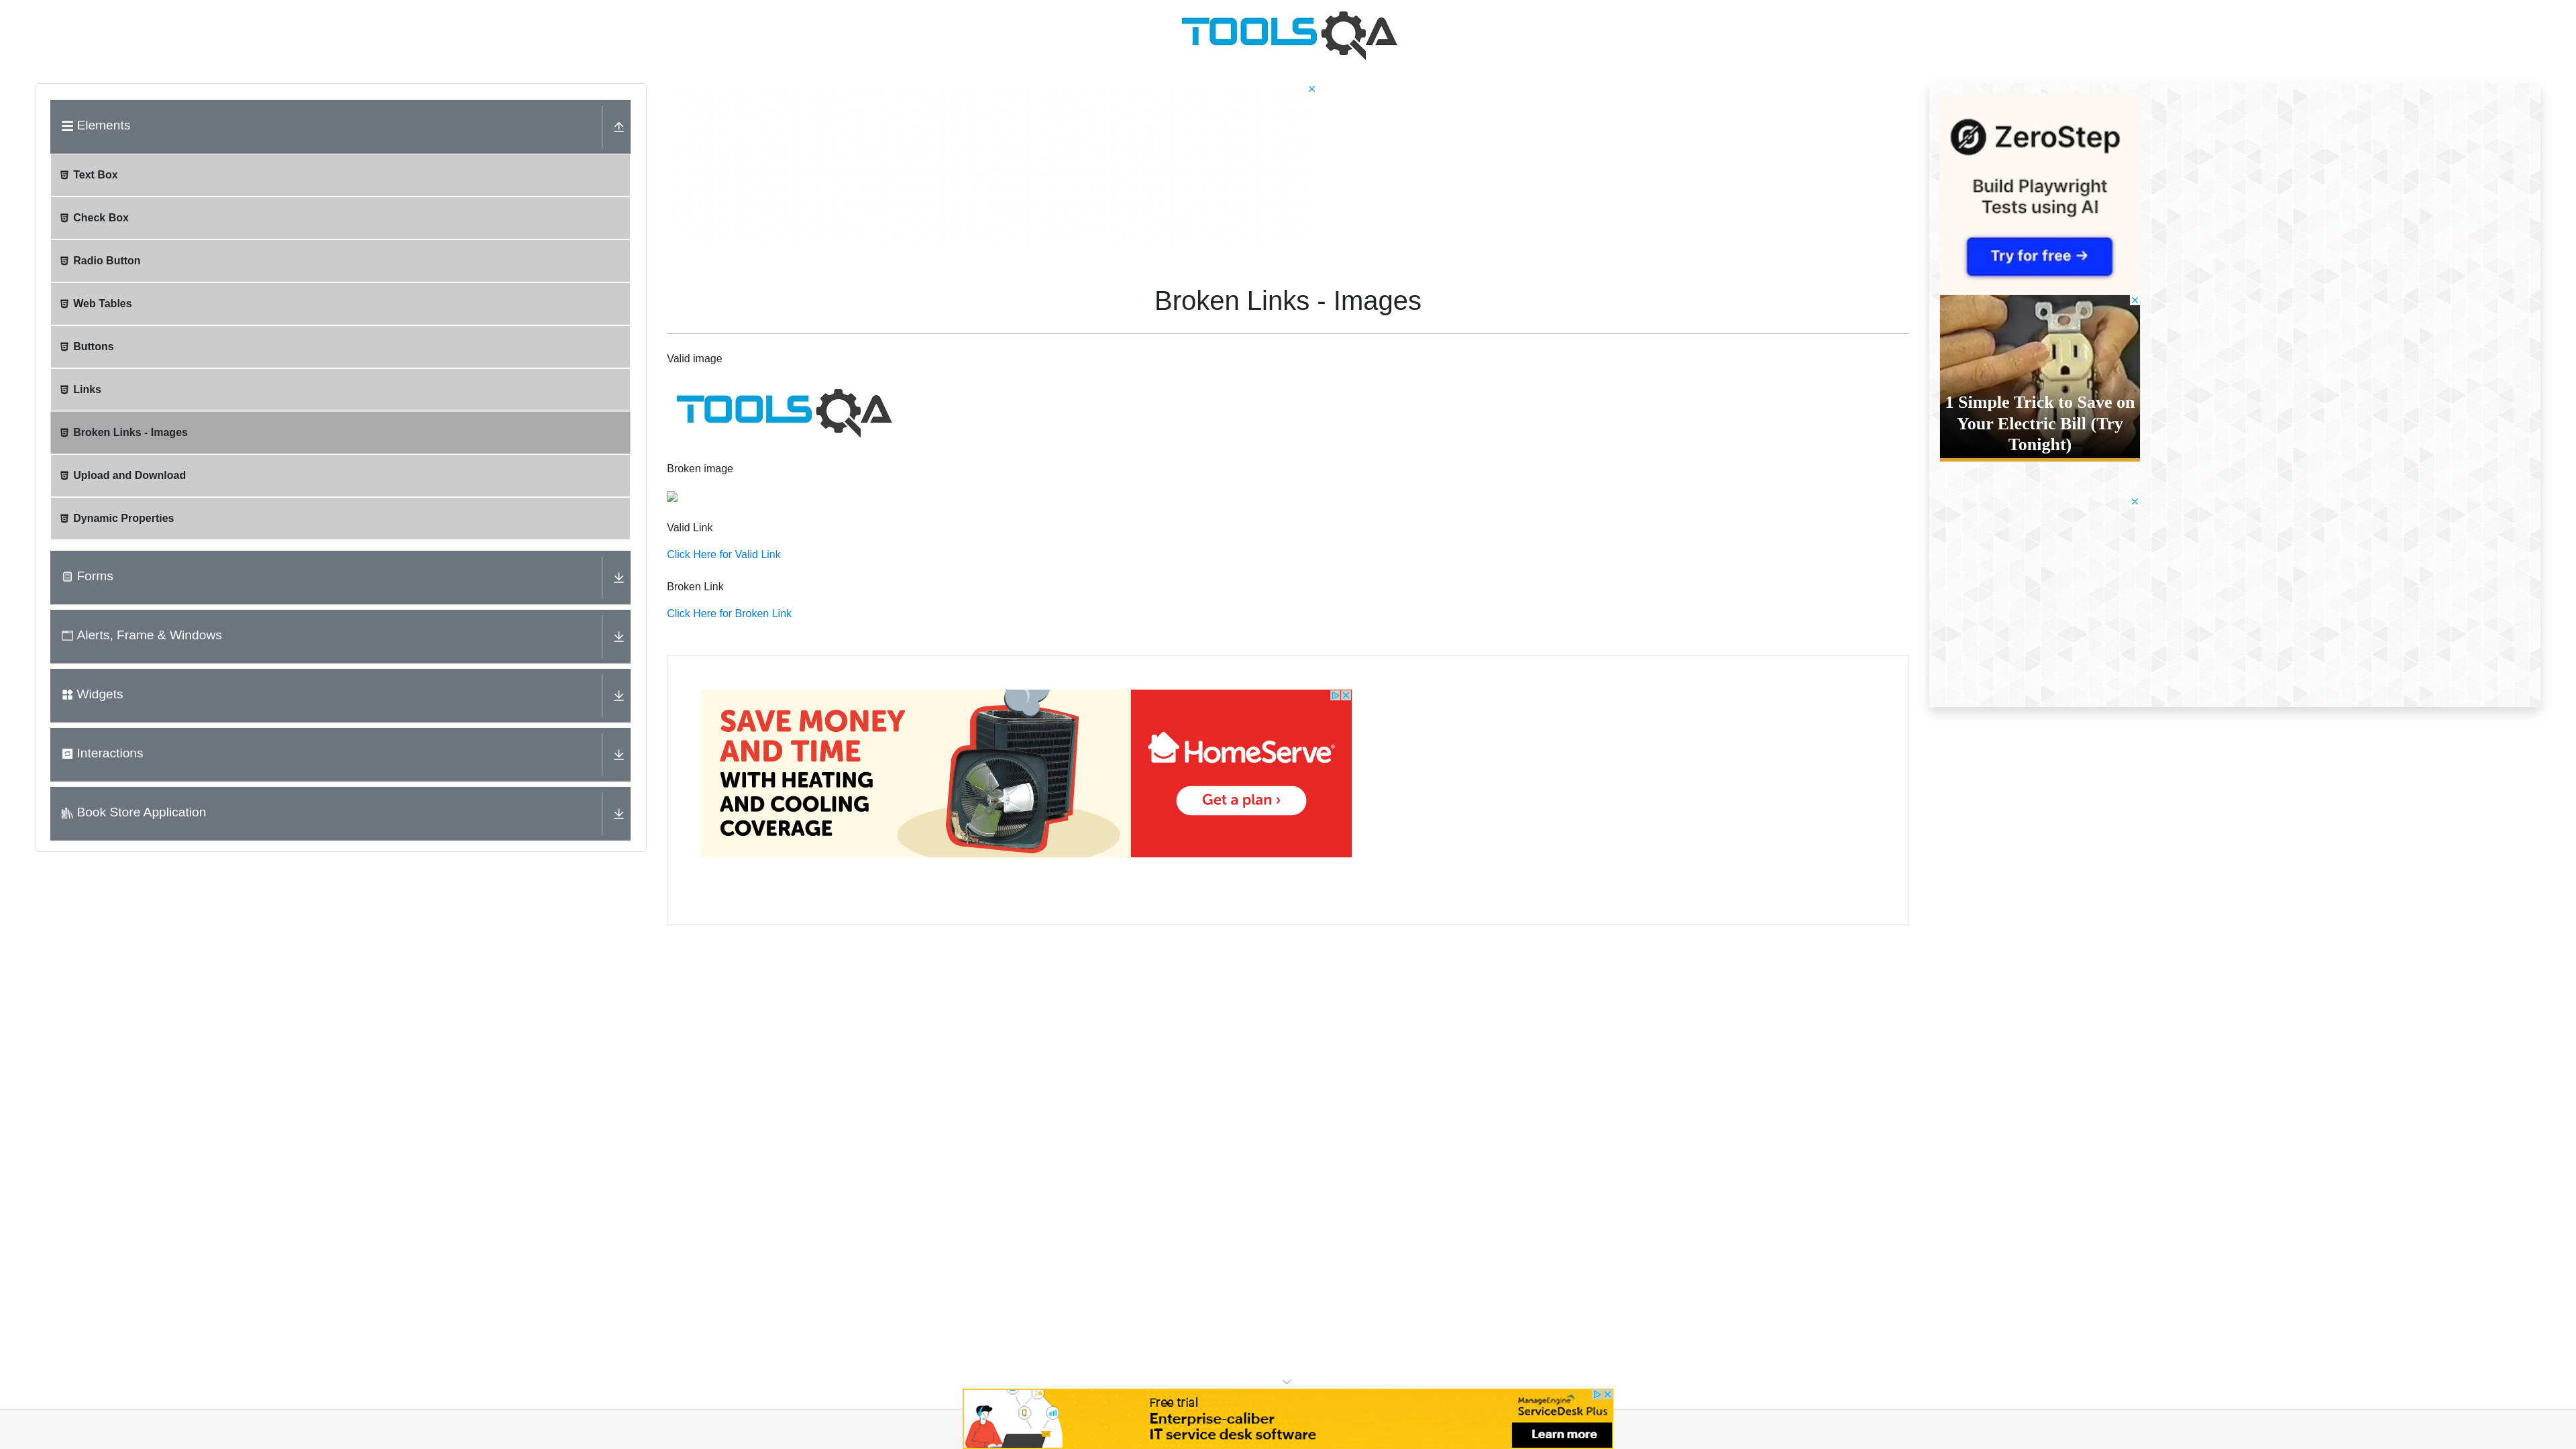 TOOLSQA
Elements
Text Box
Check Box
Radio Button
Web Tables
Buttons
Links
Broken Links - Images
Upload and Download
Dynamic Properties
Forms
Alerts, Frame & Windows
Widgets
Interactions
Book Store Application
Broken Links - Images
Valid image
TOOLSQA
Broken image
Valid Link
Click Here for Valid Link
Broken Link
Click Here for Broken Link
SAVE MONEY
AND TIME
WITH HEATING
AND COOLING
COVERAGE
HomeServe®
Get a plan ›
ZeroStep
Build Playwright
Tests using AI
Try for free →
1 Simple Trick to Save on
Your Electric Bill (Try
Tonight)
Free trial
Enterprise-caliber
IT service desk software
ManageEngine
ServiceDesk Plus
Learn more